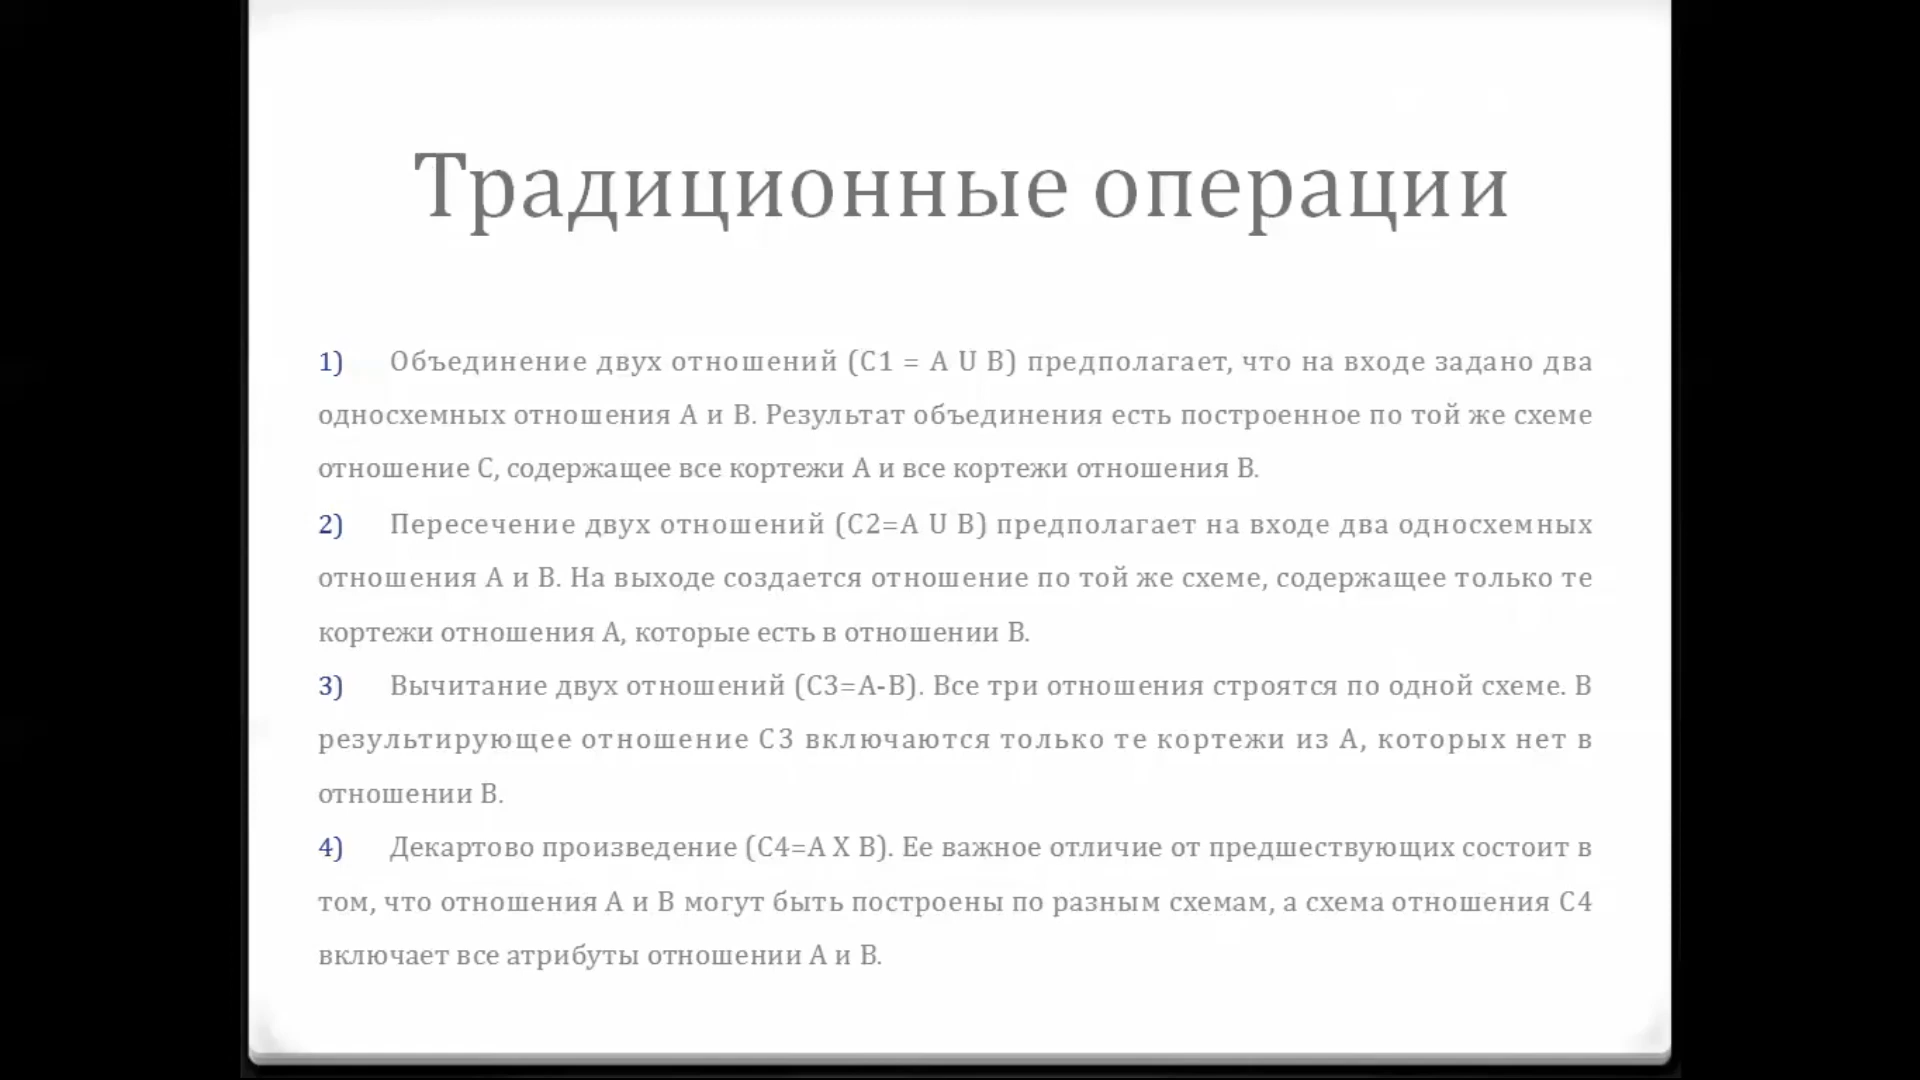 Традиционные операции
1) Объединение двух отношений (C1 = A U B) предполагает, что на входе задано два
односхемных отношения А и В. Результат объединения есть построенное по той же схеме
отношение С, содержащее все кортежи А и все кортежи отношения В.
2) Пересечение двух отношений (C2=A U B) предполагает на входе два односхемных
отношения А и В. На выходе создается отношение по той же схеме, содержащее только те
кортежи отношения А, которые есть в отношении В.
3) Вычитание двух отношений (С3=А-В). Все три отношения строятся по одной схеме. В
результирующее отношение С3 включаются только те кортежи из А, которых нет в
отношении В.
4) Декартово произведение (С4=А Х В). Ее важное отличие от предшествующих состоит в
том, что отношения А и В могут быть построены по разным схемам, а схема отношения С4
включает все атрибуты отношении А и В.